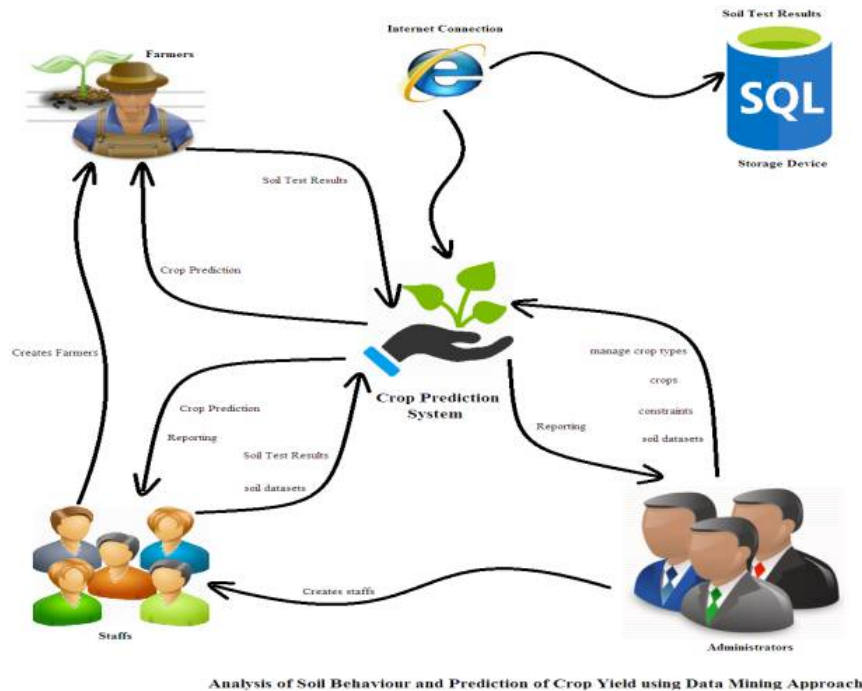 Soil Test Results
Internet Connection
Farmers
SQL
Storage Device
Soil Test Results
Crop Prediction
Creates Farmers
manage crop types
crops
constraints
soil datasets
Crop Prediction
System
Crop Prediction
Reporting
Reporting
Soil Test Results
soil datasets
Creates staffs
Staffs
Administrators
Analysis of Soil Behaviour and Prediction of Crop Yield using Data Mining Approach